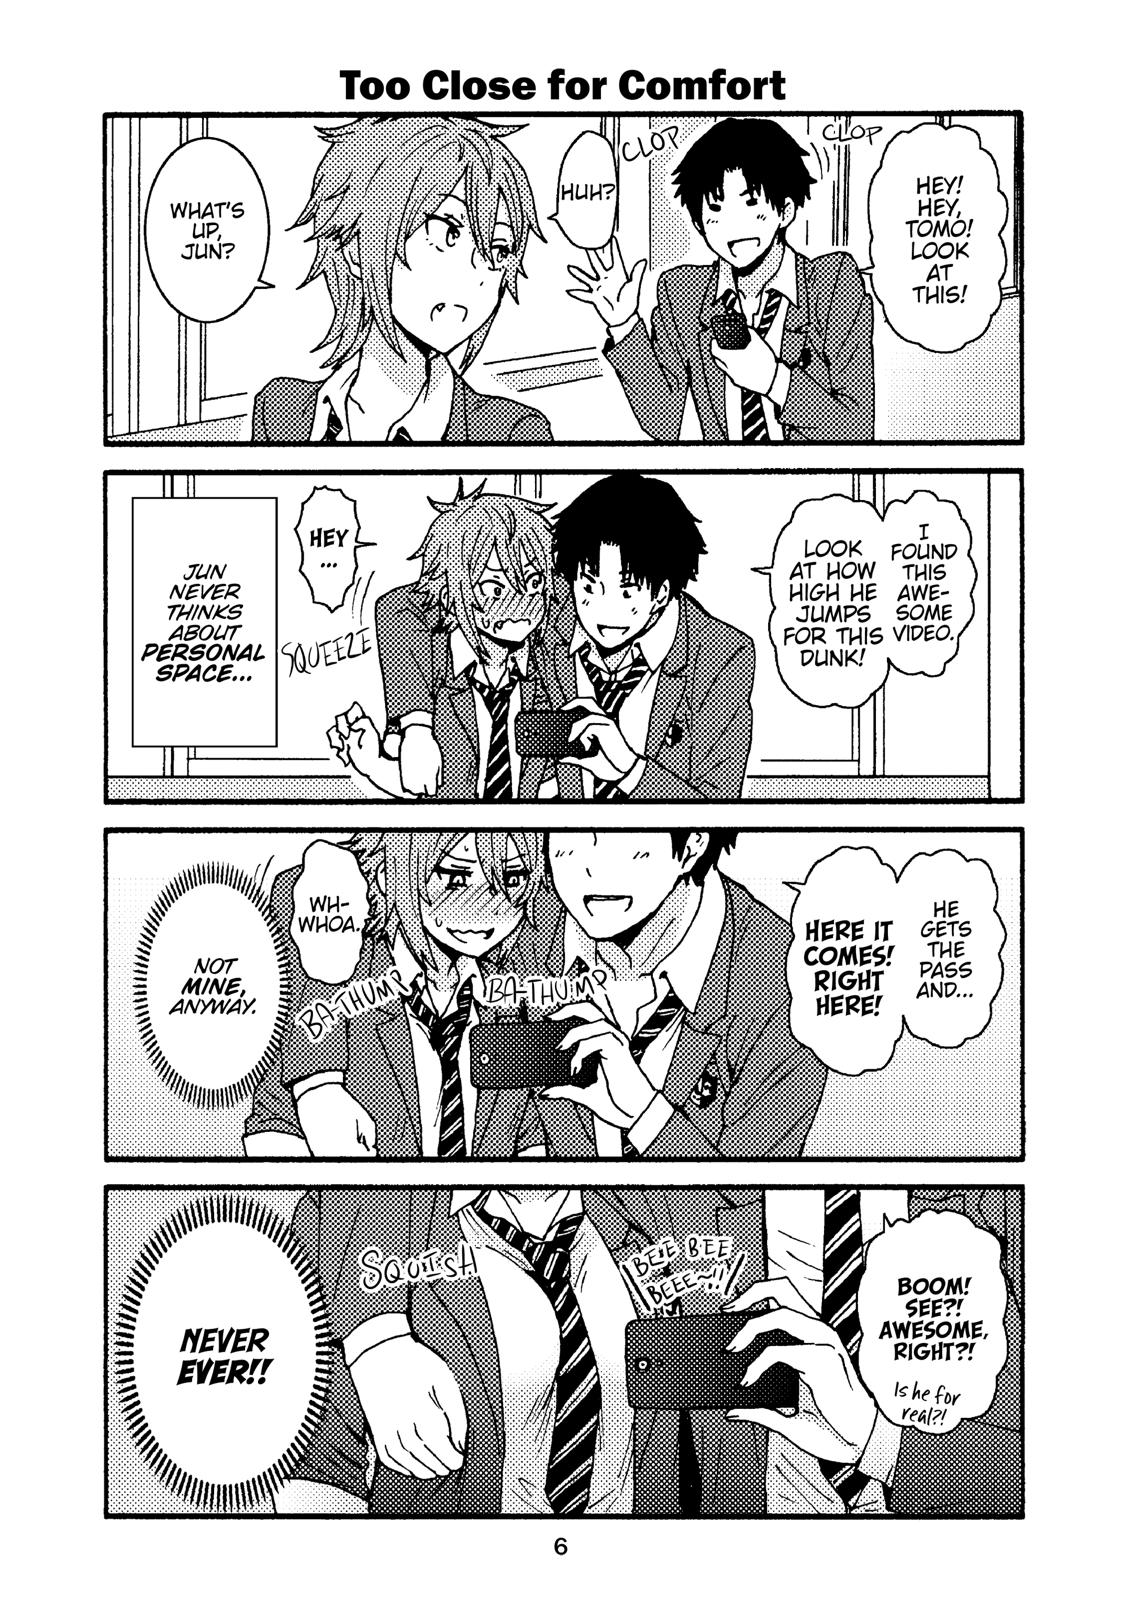 Too Close for Comfort
HEY!
HEY,
TOMO!
LOOK
AT
THIS!
CLOP
CLOP
HUH?
WHAT'S
UP,
JUN?
I
FOUND
THIS
AWE-
SOME
VIDEO.
LOOK
AT HOW
HIGH HE
JUMPS
FOR THIS
DUNK!
HEY
...
SQUEEZE
JUN
NEVER
THINKS
ABOUT
PERSONAL
SPACE...
HE
GETS
THE
PASS
AND...
HERE IT
COMES!
RIGHT
HERE!
WH-
WHOA.
BA-THUMP
BA-THUMP
NOT
MINE,
ANYWAY.
BOOM!
SEE?!
AWESOME,
RIGHT?!
Is he for
real?!
BEE BEE
BEEE~!!
SQUISH
NEVER
EVER!!
6